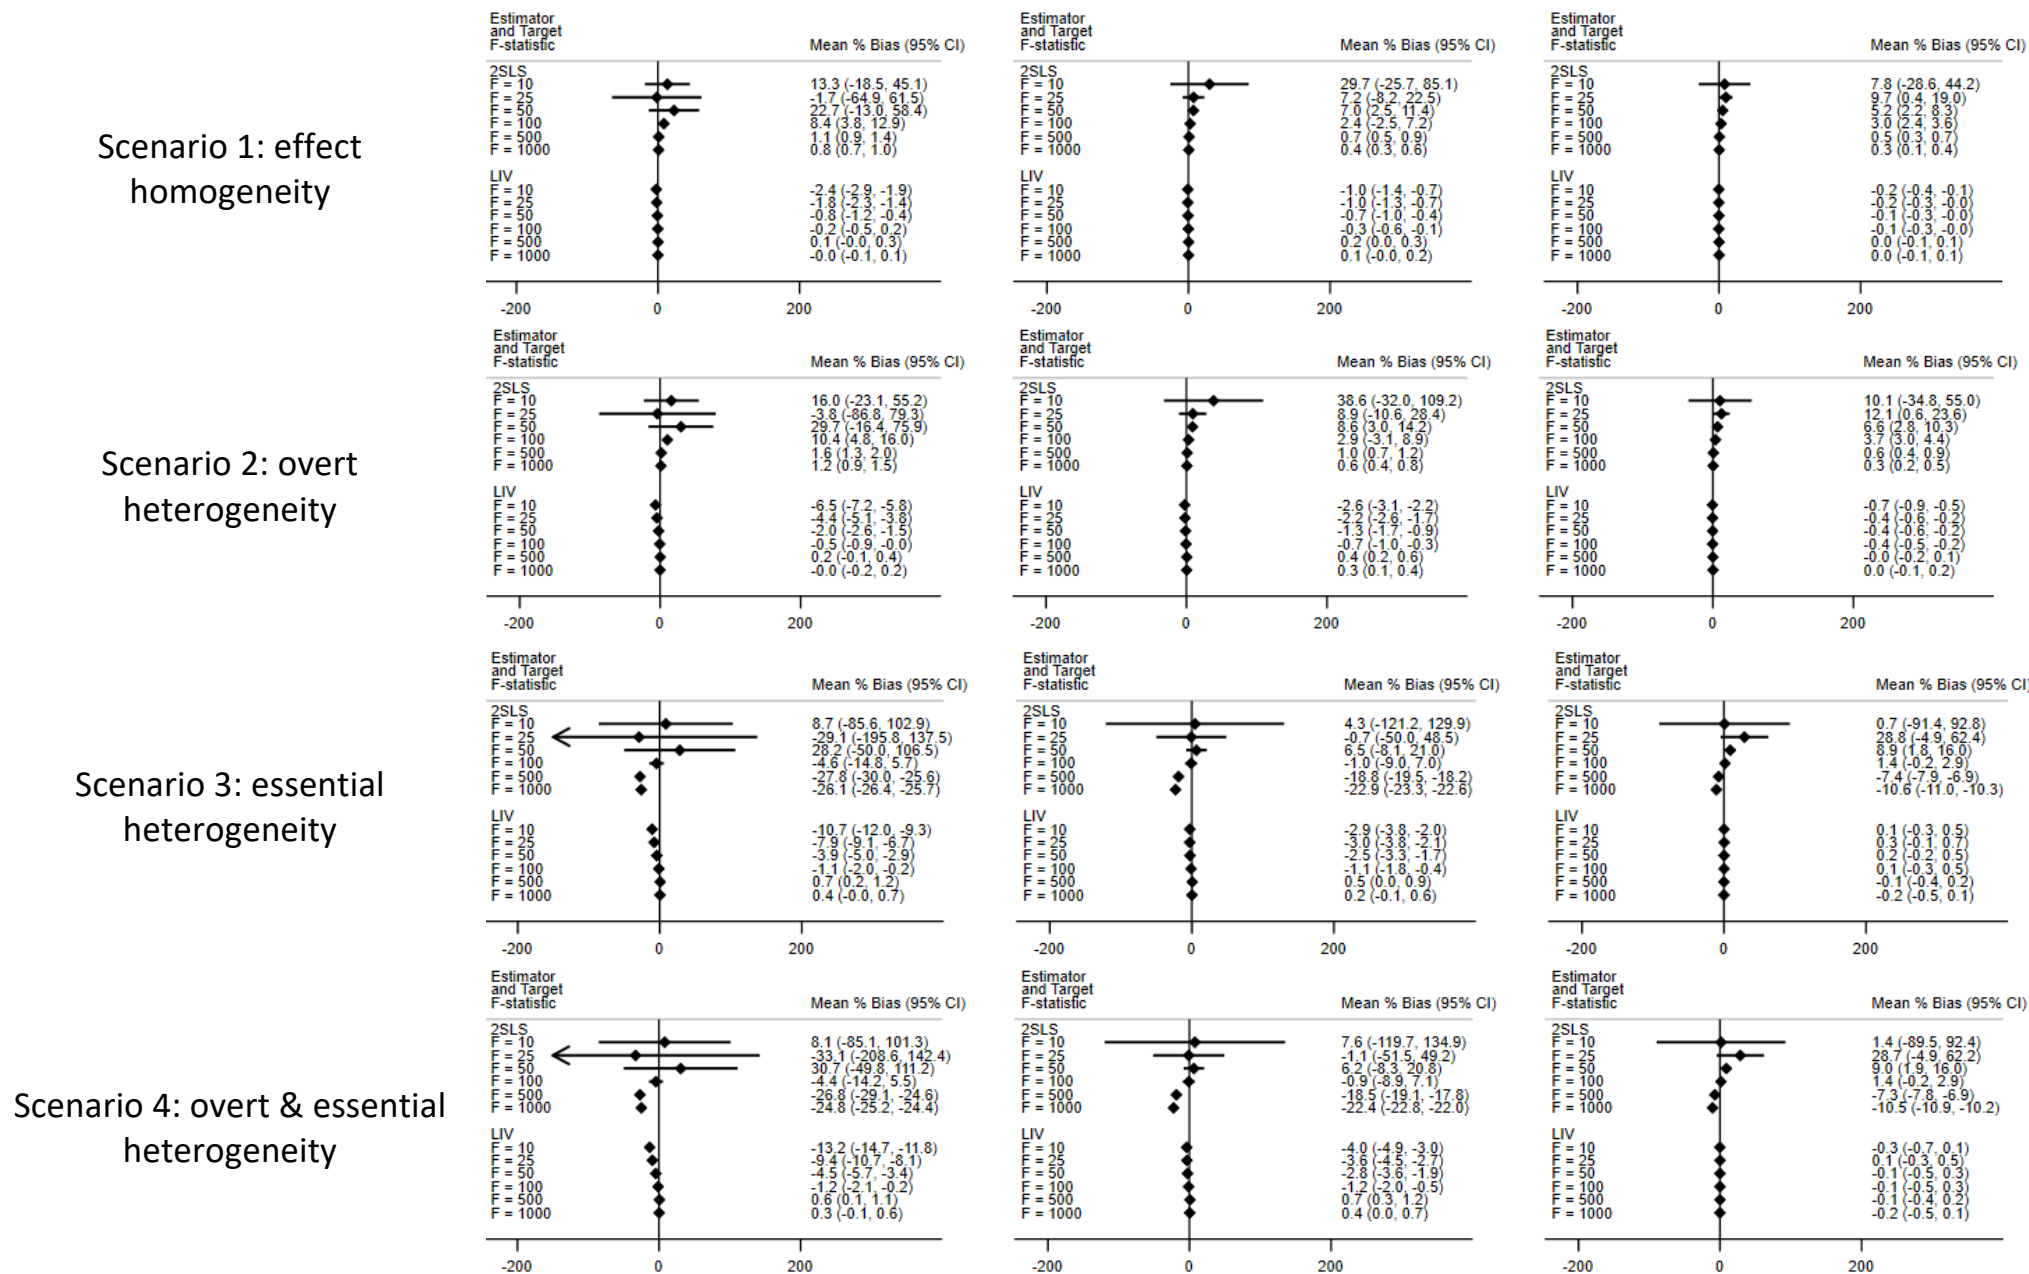 Scenario 1: effect
homogeneity
Estimator
and Target
F-statistic Mean % Bias (95% CI)
2SLS
F = 10 13.3 (-18.5, 45.1)
F = 25 -1.7 (-64.9, 61.5)
F = 50 22.7 (-13.0, 58.4)
F = 100 8.4 (3.8, 12.9)
F = 500 1.1 (0.9, 1.4)
F = 1000 0.8 (0.7, 1.0)
LIV
F = 10 -2.4 (-2.9, -1.9)
F = 25 -1.8 (-2.3, -1.4)
F = 50 -0.8 (-1.2, -0.4)
F = 100 -0.2 (-0.5, 0.2)
F = 500 0.1 (-0.0, 0.3)
F = 1000 -0.0 (-0.1, 0.1)
-200 0 200
Estimator
and Target
F-statistic Mean % Bias (95% CI)
2SLS
F = 10 29.7 (-25.7, 85.1)
F = 25 7.2 (-8.2, 22.5)
F = 50 7.0 (2.5, 11.4)
F = 100 2.4 (-2.5, 7.2)
F = 500 0.7 (0.5, 0.9)
F = 1000 0.4 (0.3, 0.6)
LIV
F = 10 -1.0 (-1.4, -0.7)
F = 25 -1.0 (-1.3, -0.7)
F = 50 -0.7 (-1.0, -0.4)
F = 100 -0.3 (-0.6, -0.1)
F = 500 0.2 (0.0, 0.3)
F = 1000 0.1 (-0.0, 0.2)
-200 0 200
Estimator
and Target
F-statistic Mean % Bias (95% CI)
2SLS
F = 10 7.8 (-28.6, 44.2)
F = 25 9.7 (0.4, 19.0)
F = 50 5.2 (2.2, 8.3)
F = 100 3.0 (2.4, 3.6)
F = 500 0.5 (0.3, 0.7)
F = 1000 0.3 (0.1, 0.4)
LIV
F = 10 -0.2 (-0.4, -0.1)
F = 25 -0.2 (-0.3, -0.0)
F = 50 -0.1 (-0.3, -0.0)
F = 100 -0.1 (-0.3, -0.0)
F = 500 0.0 (-0.1, 0.1)
F = 1000 0.0 (-0.1, 0.1)
-200 0 200
Scenario 2: overt
heterogeneity
Estimator
and Target
F-statistic Mean % Bias (95% CI)
2SLS
F = 10 16.0 (-23.1, 55.2)
F = 25 -3.8 (-86.8, 79.3)
F = 50 29.7 (-16.4, 75.9)
F = 100 10.4 (4.8, 16.0)
F = 500 1.6 (1.3, 2.0)
F = 1000 1.2 (0.9, 1.5)
LIV
F = 10 -6.5 (-7.2, -5.8)
F = 25 -4.4 (-5.1, -3.8)
F = 50 -2.0 (-2.6, -1.5)
F = 100 -0.5 (-0.9, -0.0)
F = 500 0.2 (-0.1, 0.4)
F = 1000 -0.0 (-0.2, 0.2)
-200 0 200
Estimator
and Target
F-statistic Mean % Bias (95% CI)
2SLS
F = 10 38.6 (-32.0, 109.2)
F = 25 8.9 (-10.6, 28.4)
F = 50 8.6 (3.0, 14.2)
F = 100 2.9 (-3.1, 8.9)
F = 500 1.0 (0.7, 1.2)
F = 1000 0.6 (0.4, 0.8)
LIV
F = 10 -2.6 (-3.1, -2.2)
F = 25 -2.2 (-2.6, -1.7)
F = 50 -1.3 (-1.7, -0.9)
F = 100 -0.7 (-1.0, -0.3)
F = 500 0.4 (0.2, 0.6)
F = 1000 0.3 (0.1, 0.4)
-200 0 200
Estimator
and Target
F-statistic Mean % Bias (95% CI)
2SLS
F = 10 10.1 (-34.8, 55.0)
F = 25 12.1 (0.6, 23.6)
F = 50 6.6 (2.8, 10.3)
F = 100 3.7 (3.0, 4.4)
F = 500 0.6 (0.4, 0.9)
F = 1000 0.3 (0.2, 0.5)
LIV
F = 10 -0.7 (-0.9, -0.5)
F = 25 -0.4 (-0.6, -0.2)
F = 50 -0.4 (-0.6, -0.2)
F = 100 -0.4 (-0.5, -0.2)
F = 500 -0.0 (-0.2, 0.1)
F = 1000 0.0 (-0.1, 0.2)
-200 0 200
Scenario 3: essential
heterogeneity
Estimator
and Target
F-statistic Mean % Bias (95% CI)
2SLS
F = 10 8.7 (-85.6, 102.9)
F = 25 -29.1 (-195.8, 137.5)
F = 50 28.2 (-50.0, 106.5)
F = 100 -4.6 (-14.8, 5.7)
F = 500 -27.8 (-30.0, -25.6)
F = 1000 -26.1 (-26.4, -25.7)
LIV
F = 10 -10.7 (-12.0, -9.3)
F = 25 -7.9 (-9.1, -6.7)
F = 50 -3.9 (-5.0, -2.9)
F = 100 -1.1 (-2.0, -0.2)
F = 500 0.7 (0.2, 1.2)
F = 1000 0.4 (-0.0, 0.7)
-200 0 200
Estimator
and Target
F-statistic Mean % Bias (95% CI)
2SLS
F = 10 4.3 (-121.2, 129.9)
F = 25 -0.7 (-50.0, 48.5)
F = 50 6.5 (-8.1, 21.0)
F = 100 -1.0 (-9.0, 7.0)
F = 500 -18.8 (-19.5, -18.2)
F = 1000 -22.9 (-23.3, -22.6)
LIV
F = 10 -2.9 (-3.8, -2.0)
F = 25 -3.0 (-3.8, -2.1)
F = 50 -2.5 (-3.3, -1.7)
F = 100 -1.1 (-1.8, -0.4)
F = 500 0.5 (0.0, 0.9)
F = 1000 0.2 (-0.1, 0.6)
-200 0 200
Estimator
and Target
F-statistic Mean % Bias (95% CI)
2SLS
F = 10 0.7 (-91.4, 92.8)
F = 25 28.8 (-4.9, 62.4)
F = 50 8.9 (1.8, 16.0)
F = 100 1.4 (-0.2, 2.9)
F = 500 -7.4 (-7.9, -6.9)
F = 1000 -10.6 (-11.0, -10.3)
LIV
F = 10 0.1 (-0.3, 0.5)
F = 25 0.3 (-0.1, 0.7)
F = 50 0.2 (-0.2, 0.5)
F = 100 0.1 (-0.3, 0.5)
F = 500 -0.1 (-0.4, 0.2)
F = 1000 -0.2 (-0.5, 0.1)
-200 0 200
Scenario 4: overt & essential
heterogeneity
Estimator
and Target
F-statistic Mean % Bias (95% CI)
2SLS
F = 10 8.1 (-85.1, 101.3)
F = 25 -33.1 (-208.6, 142.4)
F = 50 30.7 (-49.8, 111.2)
F = 100 -4.4 (-14.2, 5.5)
F = 500 -26.8 (-29.1, -24.6)
F = 1000 -24.8 (-25.2, -24.4)
LIV
F = 10 -13.2 (-14.7, -11.8)
F = 25 -9.4 (-10.7, -8.1)
F = 50 -4.5 (-5.7, -3.4)
F = 100 -1.2 (-2.1, -0.2)
F = 500 0.6 (0.1, 1.1)
F = 1000 0.3 (-0.1, 0.6)
-200 0 200
Estimator
and Target
F-statistic Mean % Bias (95% CI)
2SLS
F = 10 7.6 (-119.7, 134.9)
F = 25 -1.1 (-51.5, 49.2)
F = 50 6.2 (-8.3, 20.8)
F = 100 -0.9 (-8.9, 7.1)
F = 500 -18.5 (-19.1, -17.8)
F = 1000 -22.4 (-22.8, -22.0)
LIV
F = 10 -4.0 (-4.9, -3.0)
F = 25 -3.6 (-4.5, -2.7)
F = 50 -2.8 (-3.6, -1.9)
F = 100 -1.2 (-2.0, -0.5)
F = 500 0.7 (0.3, 1.2)
F = 1000 0.4 (0.0, 0.7)
-200 0 200
Estimator
and Target
F-statistic Mean % Bias (95% CI)
2SLS
F = 10 1.4 (-89.5, 92.4)
F = 25 28.7 (-4.9, 62.2)
F = 50 9.0 (1.9, 16.0)
F = 100 1.4 (-0.2, 2.9)
F = 500 -7.3 (-7.8, -6.9)
F = 1000 -10.5 (-10.9, -10.2)
LIV
F = 10 -0.3 (-0.7, 0.1)
F = 25 0.1 (-0.3, 0.5)
F = 50 -0.1 (-0.5, 0.3)
F = 100 -0.1 (-0.5, 0.3)
F = 500 -0.1 (-0.4, 0.2)
F = 1000 -0.2 (-0.5, 0.1)
-200 0 200